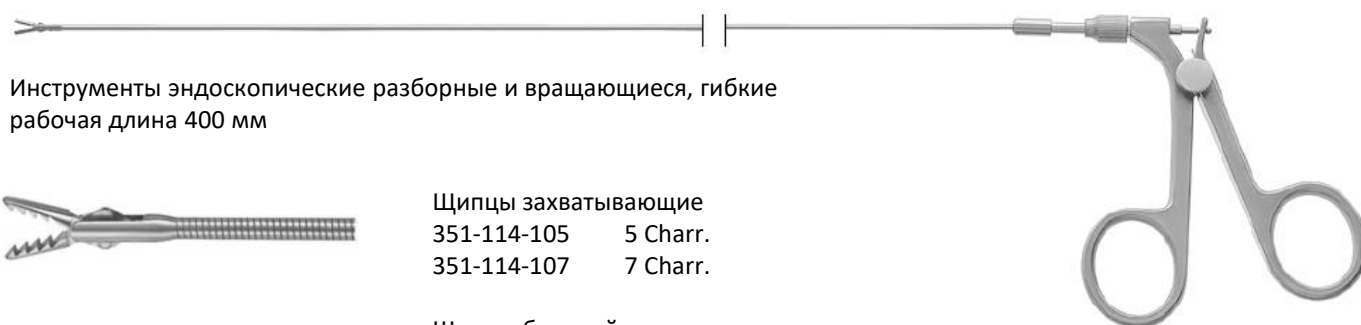 Инструменты эндоскопические разборные и вращающиеся, гибкие
рабочая длина 400 мм
Щипцы захватывающие
351-114-105 5 Charr.
351-114-107 7 Charr.